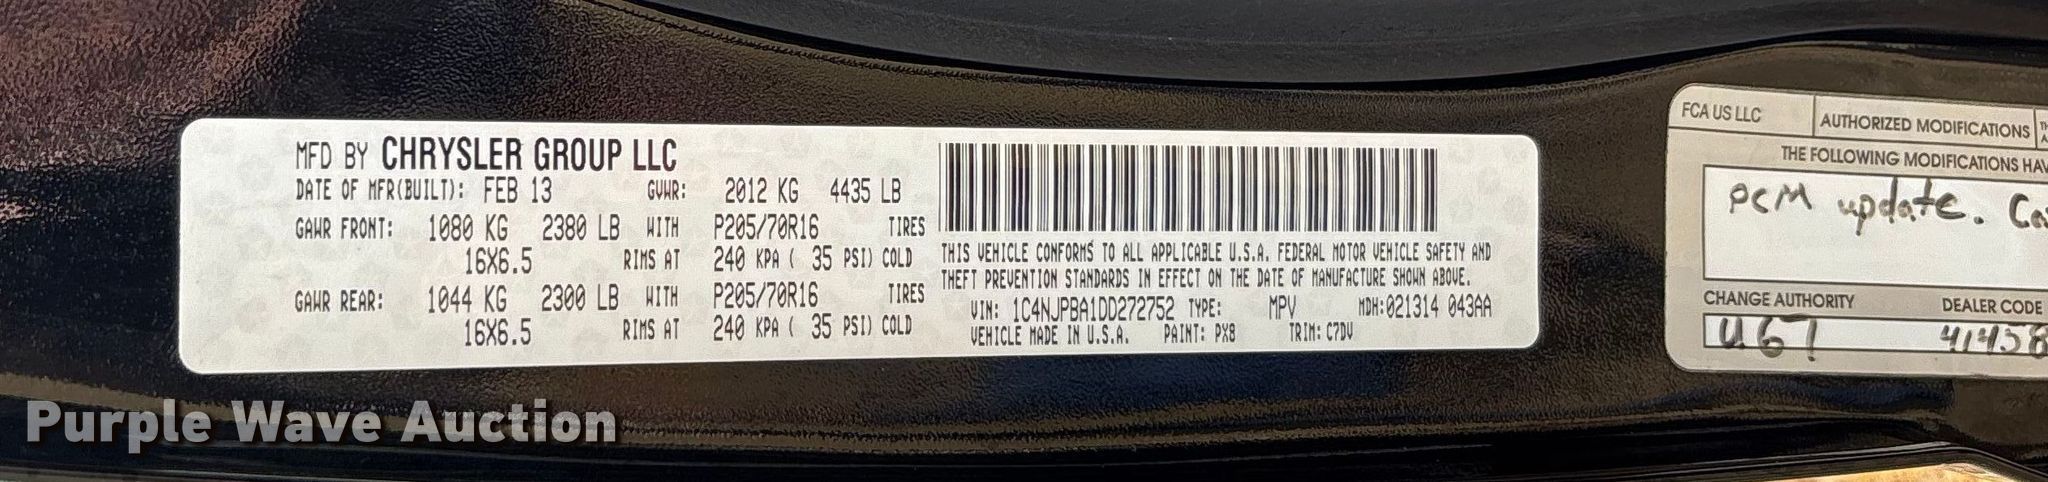 MFD BY CHRYSLER GROUP LLC
DATE OF MFR(BUILT): FEB 13 GVWR: 2012 KG 4435 LB
GAWR FRONT: 1080 KG 2380 LB WITH P205/70R16 TIRES
16X6.5 RIMS AT 240 KPA ( 35 PSI) COLD
GAWR REAR: 1044 KG 2300 LB WITH P205/70R16 TIRES
16X6.5 RIMS AT 240 KPA ( 35 PSI) COLD
THIS VEHICLE CONFORMS TO ALL APPLICABLE U.S.A. FEDERAL MOTOR VEHICLE SAFETY AND
THEFT PREVENTION STANDARDS IN EFFECT ON THE DATE OF MANUFACTURE SHOWN ABOVE.
VIN: 1C4NJPBA1DD272752 TYPE: MPV MDH:021314 043AA
VEHICLE MADE IN U.S.A. PAINT: PX8 TRIM: C7DV
FCA US LLC AUTHORIZED MODIFICATIONS
THE FOLLOWING MODIFICATIONS HAV
PCM update.
CHANGE AUTHORITY DEALER CODE
U67 41458
Purple Wave Auction